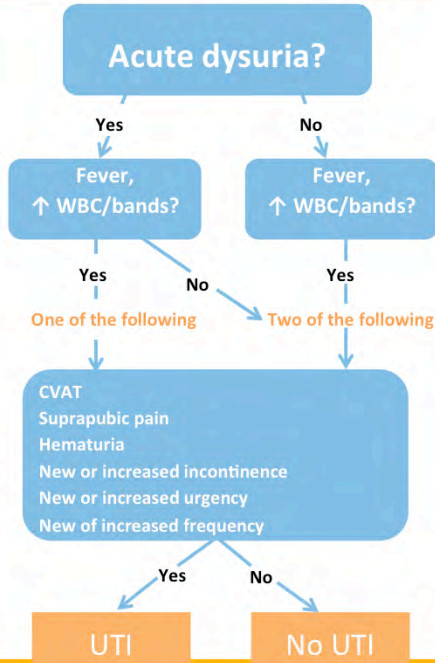 Acute dysuria?
Yes
No
Fever,
↑ WBC/bands?
Fever,
↑ WBC/bands?
Yes
No
Yes
One of the following
Two of the following
CVAT
Suprapubic pain
Hematuria
New or increased incontinence
New or increased urgency
New of increased frequency
Yes
No
UTI
No UTI